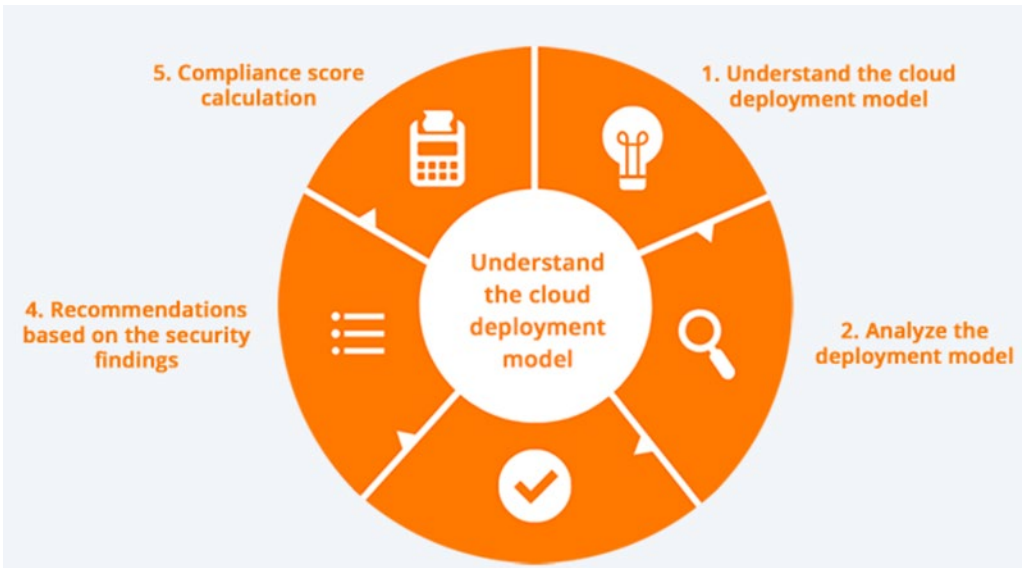 5. Compliance score
calculation
1. Understand the cloud
deployment model
Understand
the cloud
deployment
model
4. Recommendations
based on the security
findings
2. Analyze the
deployment model